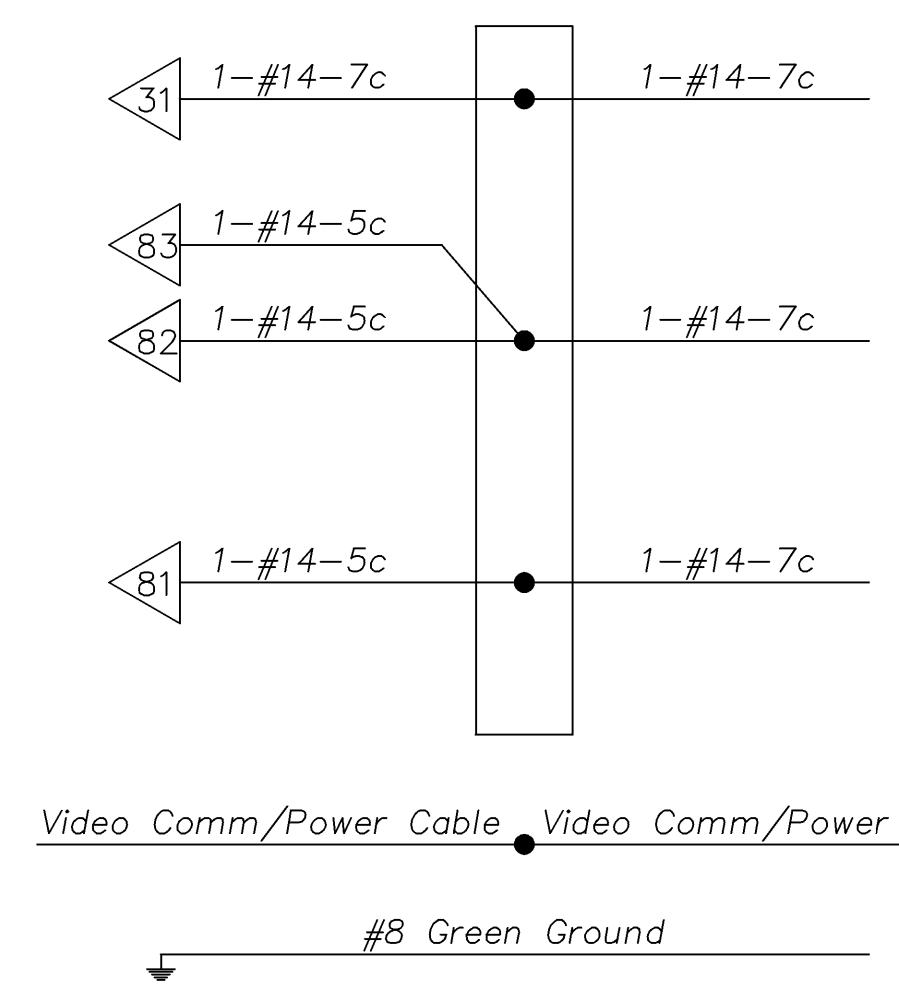 31 1-#14-7c 1-#14-7c
83 1-#14-5c
82 1-#14-5c 1-#14-7c
81 1-#14-5c 1-#14-7c
Video Comm/Power Cable Video Comm/Power
#8 Green Ground